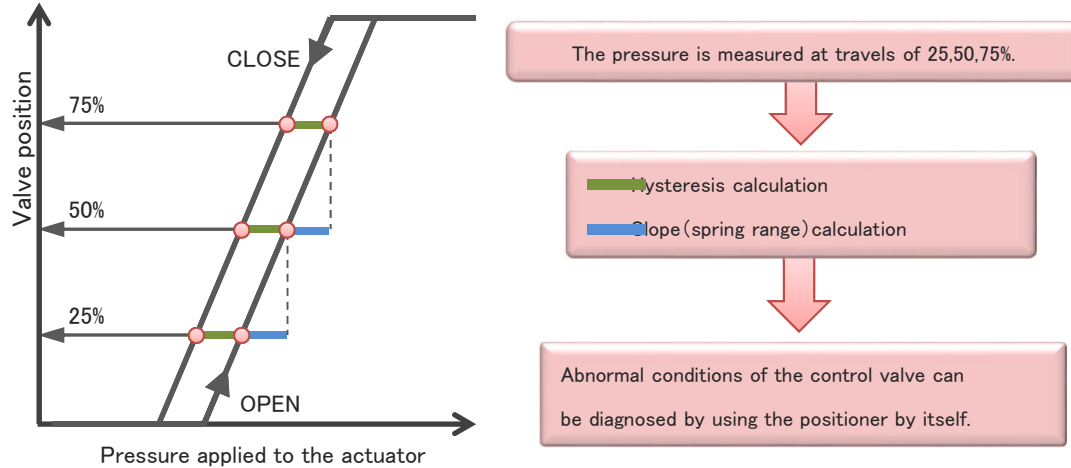 Valve position
CLOSE
75%
50%
25%
OPEN
Pressure applied to the actuator
The pressure is measured at travels of 25,50,75%.
Hysteresis calculation
Slope(spring range)calculation
Abnormal conditions of the control valve can
be diagnosed by using the positioner by itself.